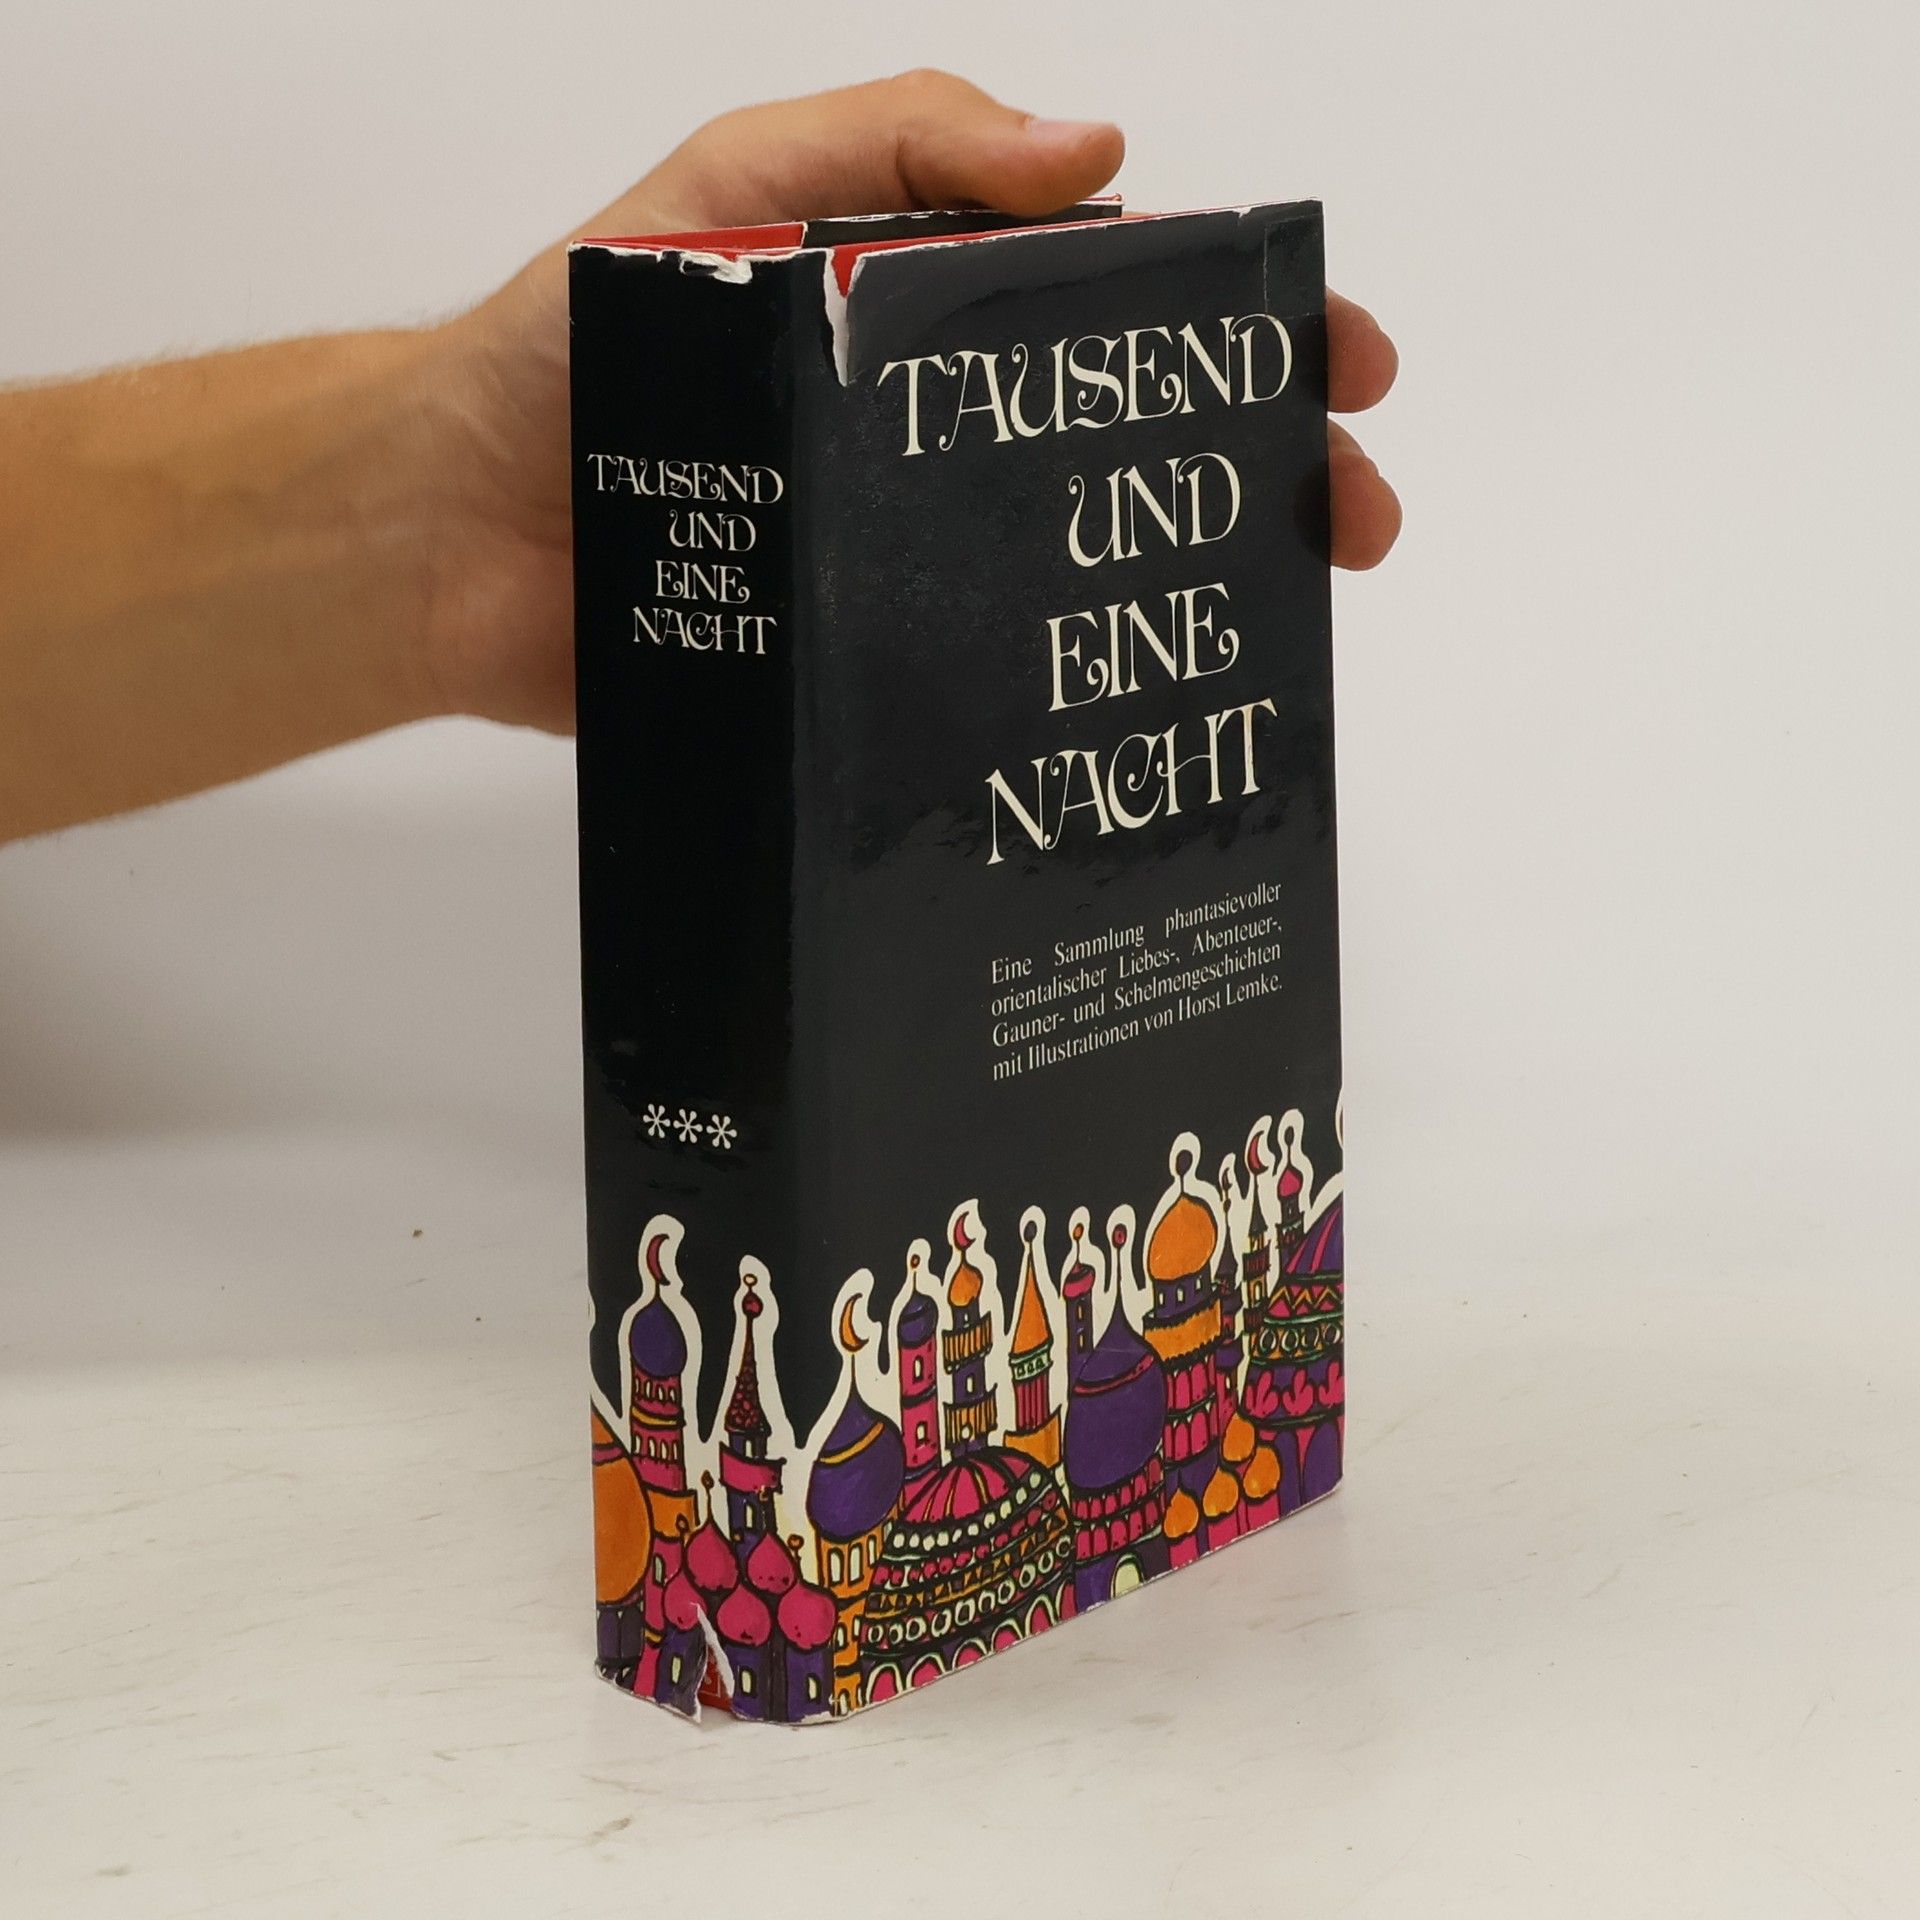 TAUSEND
UND
EINE
NACHT
***
TAUSEND
UND
EINE
NACHT
Eine Sammlung phantasievoller
orientalischer Liebes-, Abenteuer-,
Gauner- und Schelmengeschichten
mit Illustrationen von Horst Lemke.